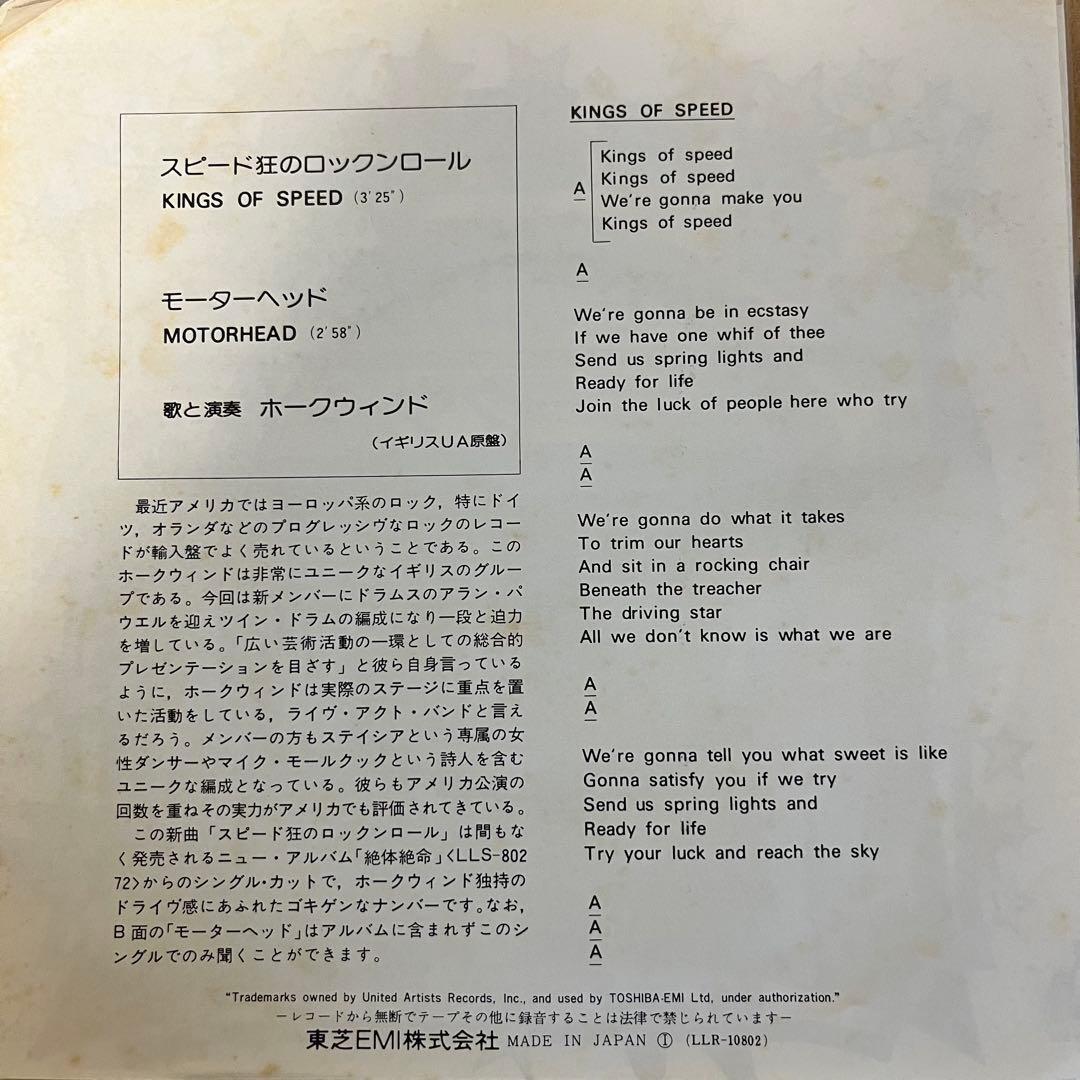 スピード狂のロックンロール
KINGS OF SPEED (3'25")
モーターヘッド
MOTORHEAD (2'58")
歌と演奏 ホークウィンド
(イギリスUA原盤)
最近アメリカではヨーロッパ系のロック,特にドイ
ツ,オランダなどのプログレッシヴなロックのレコー
ドが輸入盤でよく売れているということである。この
ホークウィンドは非常にユニークなイギリスのグルー
プである。今回は新メンバーにドラムスのアラン・パ
ウエルを迎えツイン・ドラムの編成になり一段と迫力
を増している。「広い芸術活動の一環としての総合的
プレゼンテーションを目ざす」と彼ら自身言っている
ように,ホークウィンドは実際のステージに重点を置
いた活動をしている,ライヴ・アクト・バンドと言え
るだろう。メンバーの方もステイシアという専属の女
性ダンサーやマイク・モールクックという詩人を含む
ユニークな編成となっている。彼らもアメリカ公演の
回数を重ねその実力がアメリカでも評価されてきている。
この新曲「スピード狂のロックンロール」は間もな
く発売されるニュー・アルバム「絶体絶命」<LLS-802
72>からのシングル・カットで,ホークウィンド独持の
ドライヴ感にあふれたゴキゲンなナンバーです。なお,
B面の「モーターヘッド」はアルバムに含まれずこのシ
ングルでのみ聞くことができます。
KINGS OF SPEED
A
Kings of speed
Kings of speed
We're gonna make you
Kings of speed
A
We're gonna be in ecstasy
If we have one whif of thee
Send us spring lights and
Ready for life
Join the luck of people here who try
A
A
We're gonna do what it takes
To trim our hearts
And sit in a rocking chair
Beneath the treacher
The driving star
All we don't know is what we are
A
A
We're gonna tell you what sweet is like
Gonna satisfy you if we try
Send us spring lights and
Ready for life
Try your luck and reach the sky
A
A
A
"Trademarks owned by United Artists Records, Inc., and used by TOSHIBA-EMI Ltd, under authorization."
—レコードから無断でテープその他に録音することは法律で禁じられています—
東芝EMI株式会社 MADE IN JAPAN Ⓘ (LLR-10802)